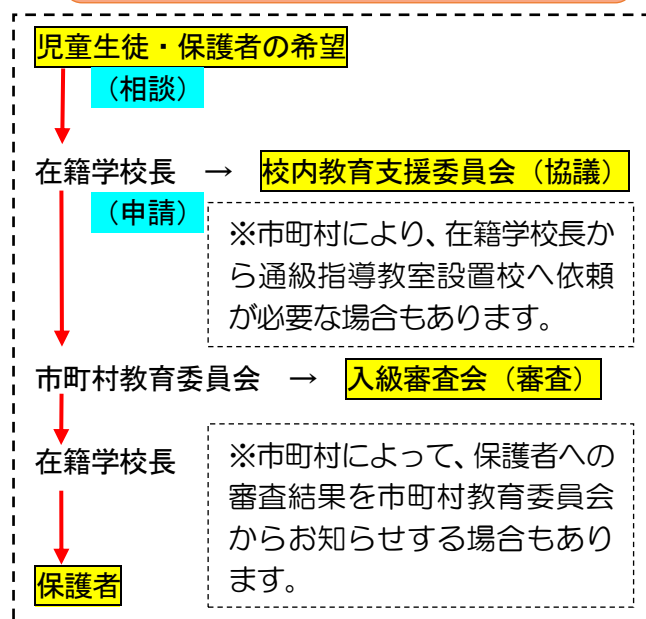 児童生徒・保護者の希望
（相談）
在籍学校長 → 校内教育支援委員会（協議）
（申請）
※市町村により、在籍学校長か
ら通級指導教室設置校へ依頼
が必要な場合もあります。
市町村教育委員会 → 入級審査会（審査）
在籍学校長
※市町村によって、保護者への
審査結果を市町村教育委員会
からお知らせする場合もあり
ます。
保護者